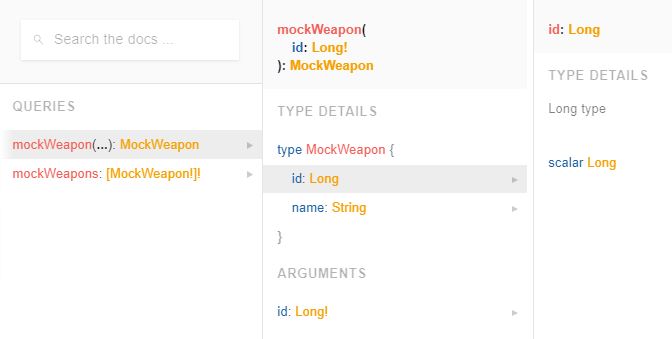 Search the docs ...
QUERIES
mockWeapon(...): MockWeapon
mockWeapons: [MockWeapon!]!
mockWeapon(
id: Long!
): MockWeapon
TYPE DETAILS
type MockWeapon {
id: Long
name: String
}
ARGUMENTS
id: Long!
id: Long
TYPE DETAILS
Long type
scalar Long